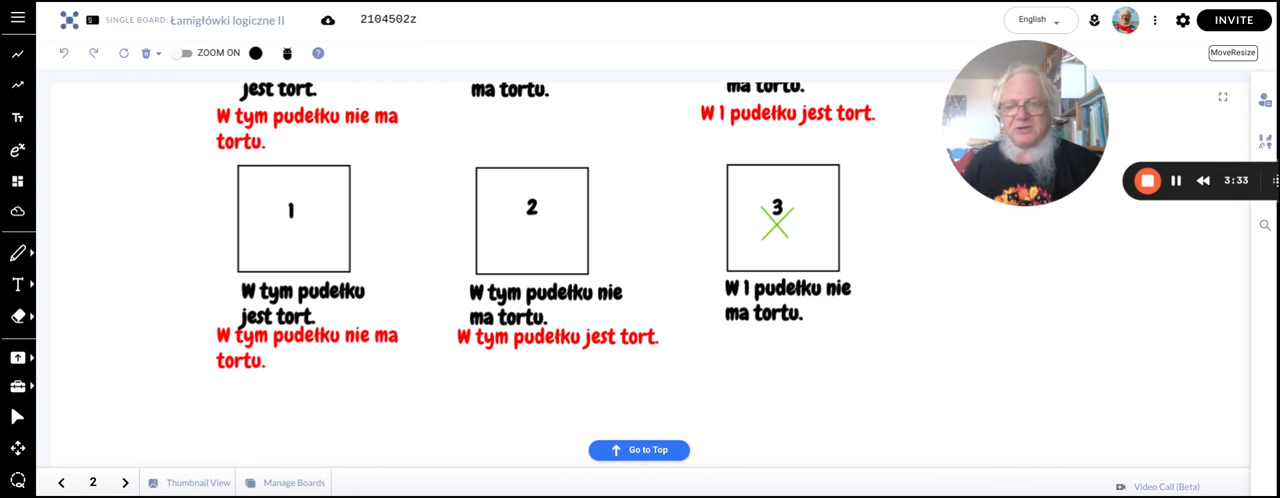 SINGLE BOARD: Łamigłówki logiczne II
2104502z
English
INVITE
ZOOM ON
MoveResize
jest tort.
W tym pudełku nie ma
tortu.
ma tortu.
ma tortu.
W 1 pudełku jest tort.
3:33
1
2
3
W tym pudełku
jest tort.
W tym pudełku nie ma
tortu.
W tym pudełku nie
ma tortu.
W tym pudełku jest tort.
W 1 pudełku nie
ma tortu.
Go to Top
2
Thumbnail View
Manage Boards
Video Call (Beta)
Tт
eˣ
T